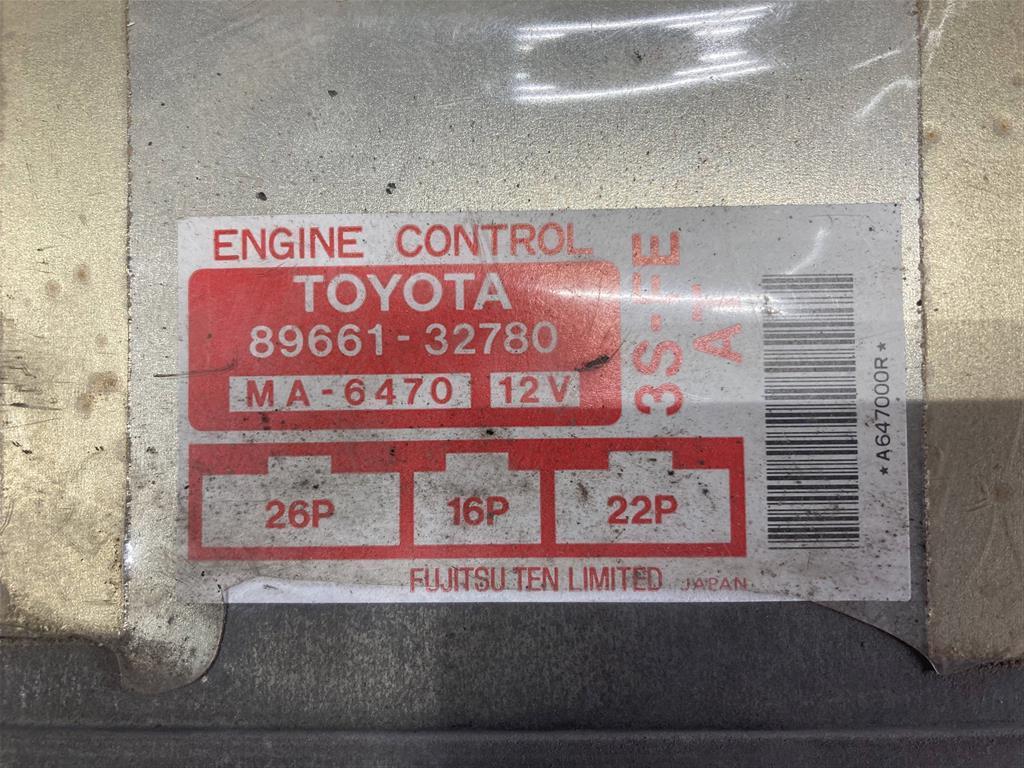 ENGINE CONTROL
TOYOTA
89661-32780
MA-6470 12V
3S-FE
A-T
26P 16P 22P
FUJITSU TEN LIMITED JAPAN
*A647000R*